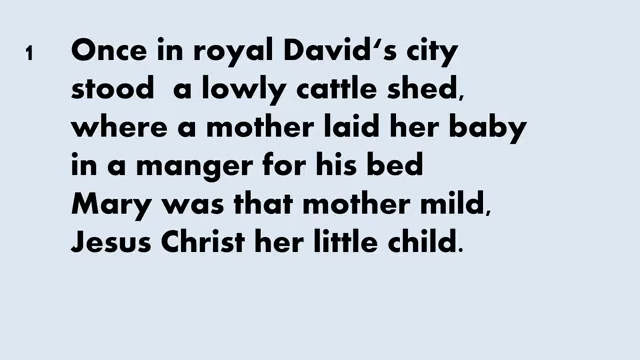 1 Once in royal David‘s city
stood a lowly cattle shed,
where a mother laid her baby
in a manger for his bed
Mary was that mother mild,
Jesus Christ her little child.